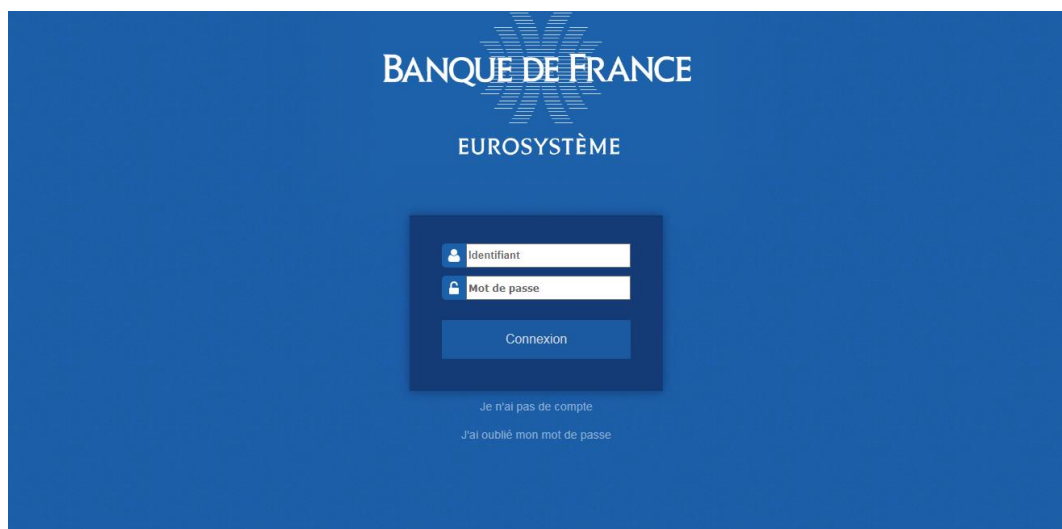 BANQUE DE FRANCE
EUROSYSTÈME
Identifiant
Mot de passe
Connexion
Je n'ai pas de compte
J'ai oublié mon mot de passe